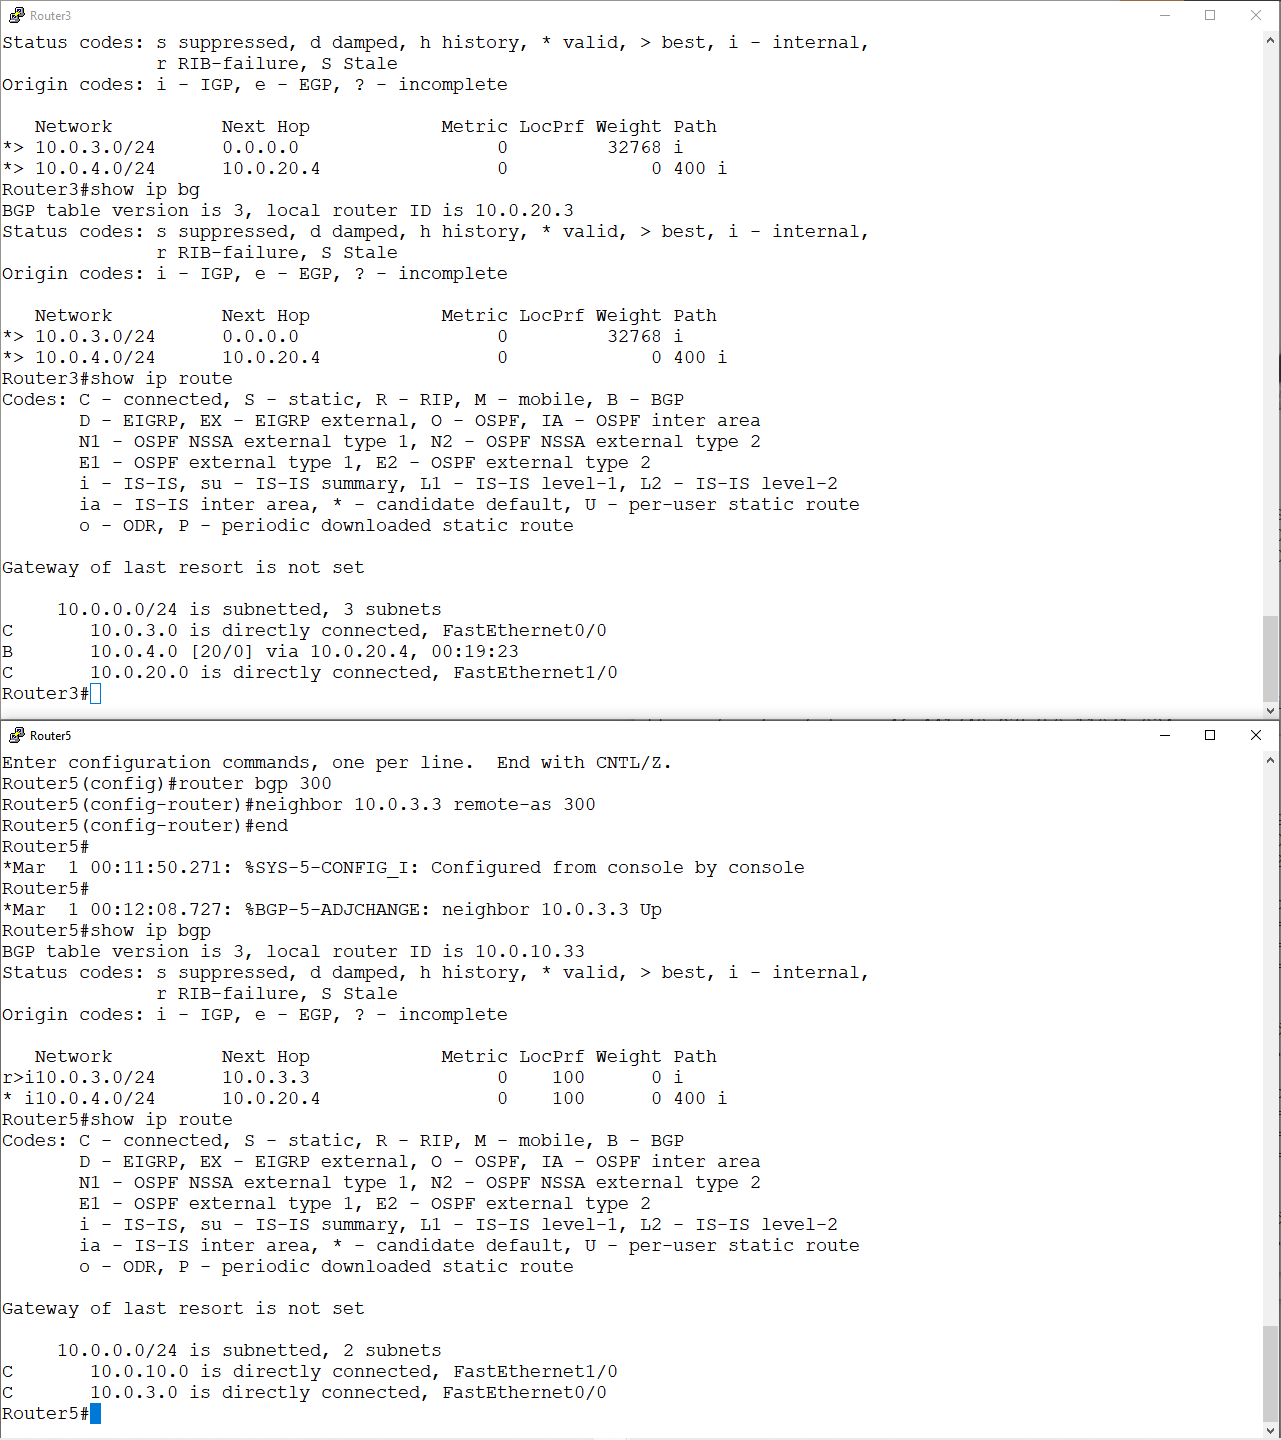 Router3
Status codes: s suppressed, d damped, h history, * valid, > best, i - internal,
              r RIB-failure, S Stale
Origin codes: i - IGP, e - EGP, ? - incomplete

   Network          Next Hop            Metric LocPrf Weight Path
*> 10.0.3.0/24      0.0.0.0                  0         32768 i
*> 10.0.4.0/24      10.0.20.4                0             0 400 i
Router3#show ip bg
BGP table version is 3, local router ID is 10.0.20.3
Status codes: s suppressed, d damped, h history, * valid, > best, i - internal,
              r RIB-failure, S Stale
Origin codes: i - IGP, e - EGP, ? - incomplete

   Network          Next Hop            Metric LocPrf Weight Path
*> 10.0.3.0/24      0.0.0.0                  0         32768 i
*> 10.0.4.0/24      10.0.20.4                0             0 400 i
Router3#show ip route
Codes: C - connected, S - static, R - RIP, M - mobile, B - BGP
       D - EIGRP, EX - EIGRP external, O - OSPF, IA - OSPF inter area
       N1 - OSPF NSSA external type 1, N2 - OSPF NSSA external type 2
       E1 - OSPF external type 1, E2 - OSPF external type 2
       i - IS-IS, su - IS-IS summary, L1 - IS-IS level-1, L2 - IS-IS level-2
       ia - IS-IS inter area, * - candidate default, U - per-user static route
       o - ODR, P - periodic downloaded static route

Gateway of last resort is not set

     10.0.0.0/24 is subnetted, 3 subnets
C       10.0.3.0 is directly connected, FastEthernet0/0
B       10.0.4.0 [20/0] via 10.0.20.4, 00:19:23
C       10.0.20.0 is directly connected, FastEthernet1/0
Router3#
Router5
Enter configuration commands, one per line.  End with CNTL/Z.
Router5(config)#router bgp 300
Router5(config-router)#neighbor 10.0.3.3 remote-as 300
Router5(config-router)#end
Router5#
*Mar  1 00:11:50.271: %SYS-5-CONFIG_I: Configured from console by console
Router5#
*Mar  1 00:12:08.727: %BGP-5-ADJCHANGE: neighbor 10.0.3.3 Up
Router5#show ip bgp
BGP table version is 3, local router ID is 10.0.10.33
Status codes: s suppressed, d damped, h history, * valid, > best, i - internal,
              r RIB-failure, S Stale
Origin codes: i - IGP, e - EGP, ? - incomplete

   Network          Next Hop            Metric LocPrf Weight Path
r>i10.0.3.0/24      10.0.3.3                 0    100      0 i
* i10.0.4.0/24      10.0.20.4                0    100      0 400 i
Router5#show ip route
Codes: C - connected, S - static, R - RIP, M - mobile, B - BGP
       D - EIGRP, EX - EIGRP external, O - OSPF, IA - OSPF inter area
       N1 - OSPF NSSA external type 1, N2 - OSPF NSSA external type 2
       E1 - OSPF external type 1, E2 - OSPF external type 2
       i - IS-IS, su - IS-IS summary, L1 - IS-IS level-1, L2 - IS-IS level-2
       ia - IS-IS inter area, * - candidate default, U - per-user static route
       o - ODR, P - periodic downloaded static route

Gateway of last resort is not set

     10.0.0.0/24 is subnetted, 2 subnets
C       10.0.10.0 is directly connected, FastEthernet1/0
C       10.0.3.0 is directly connected, FastEthernet0/0
Router5#